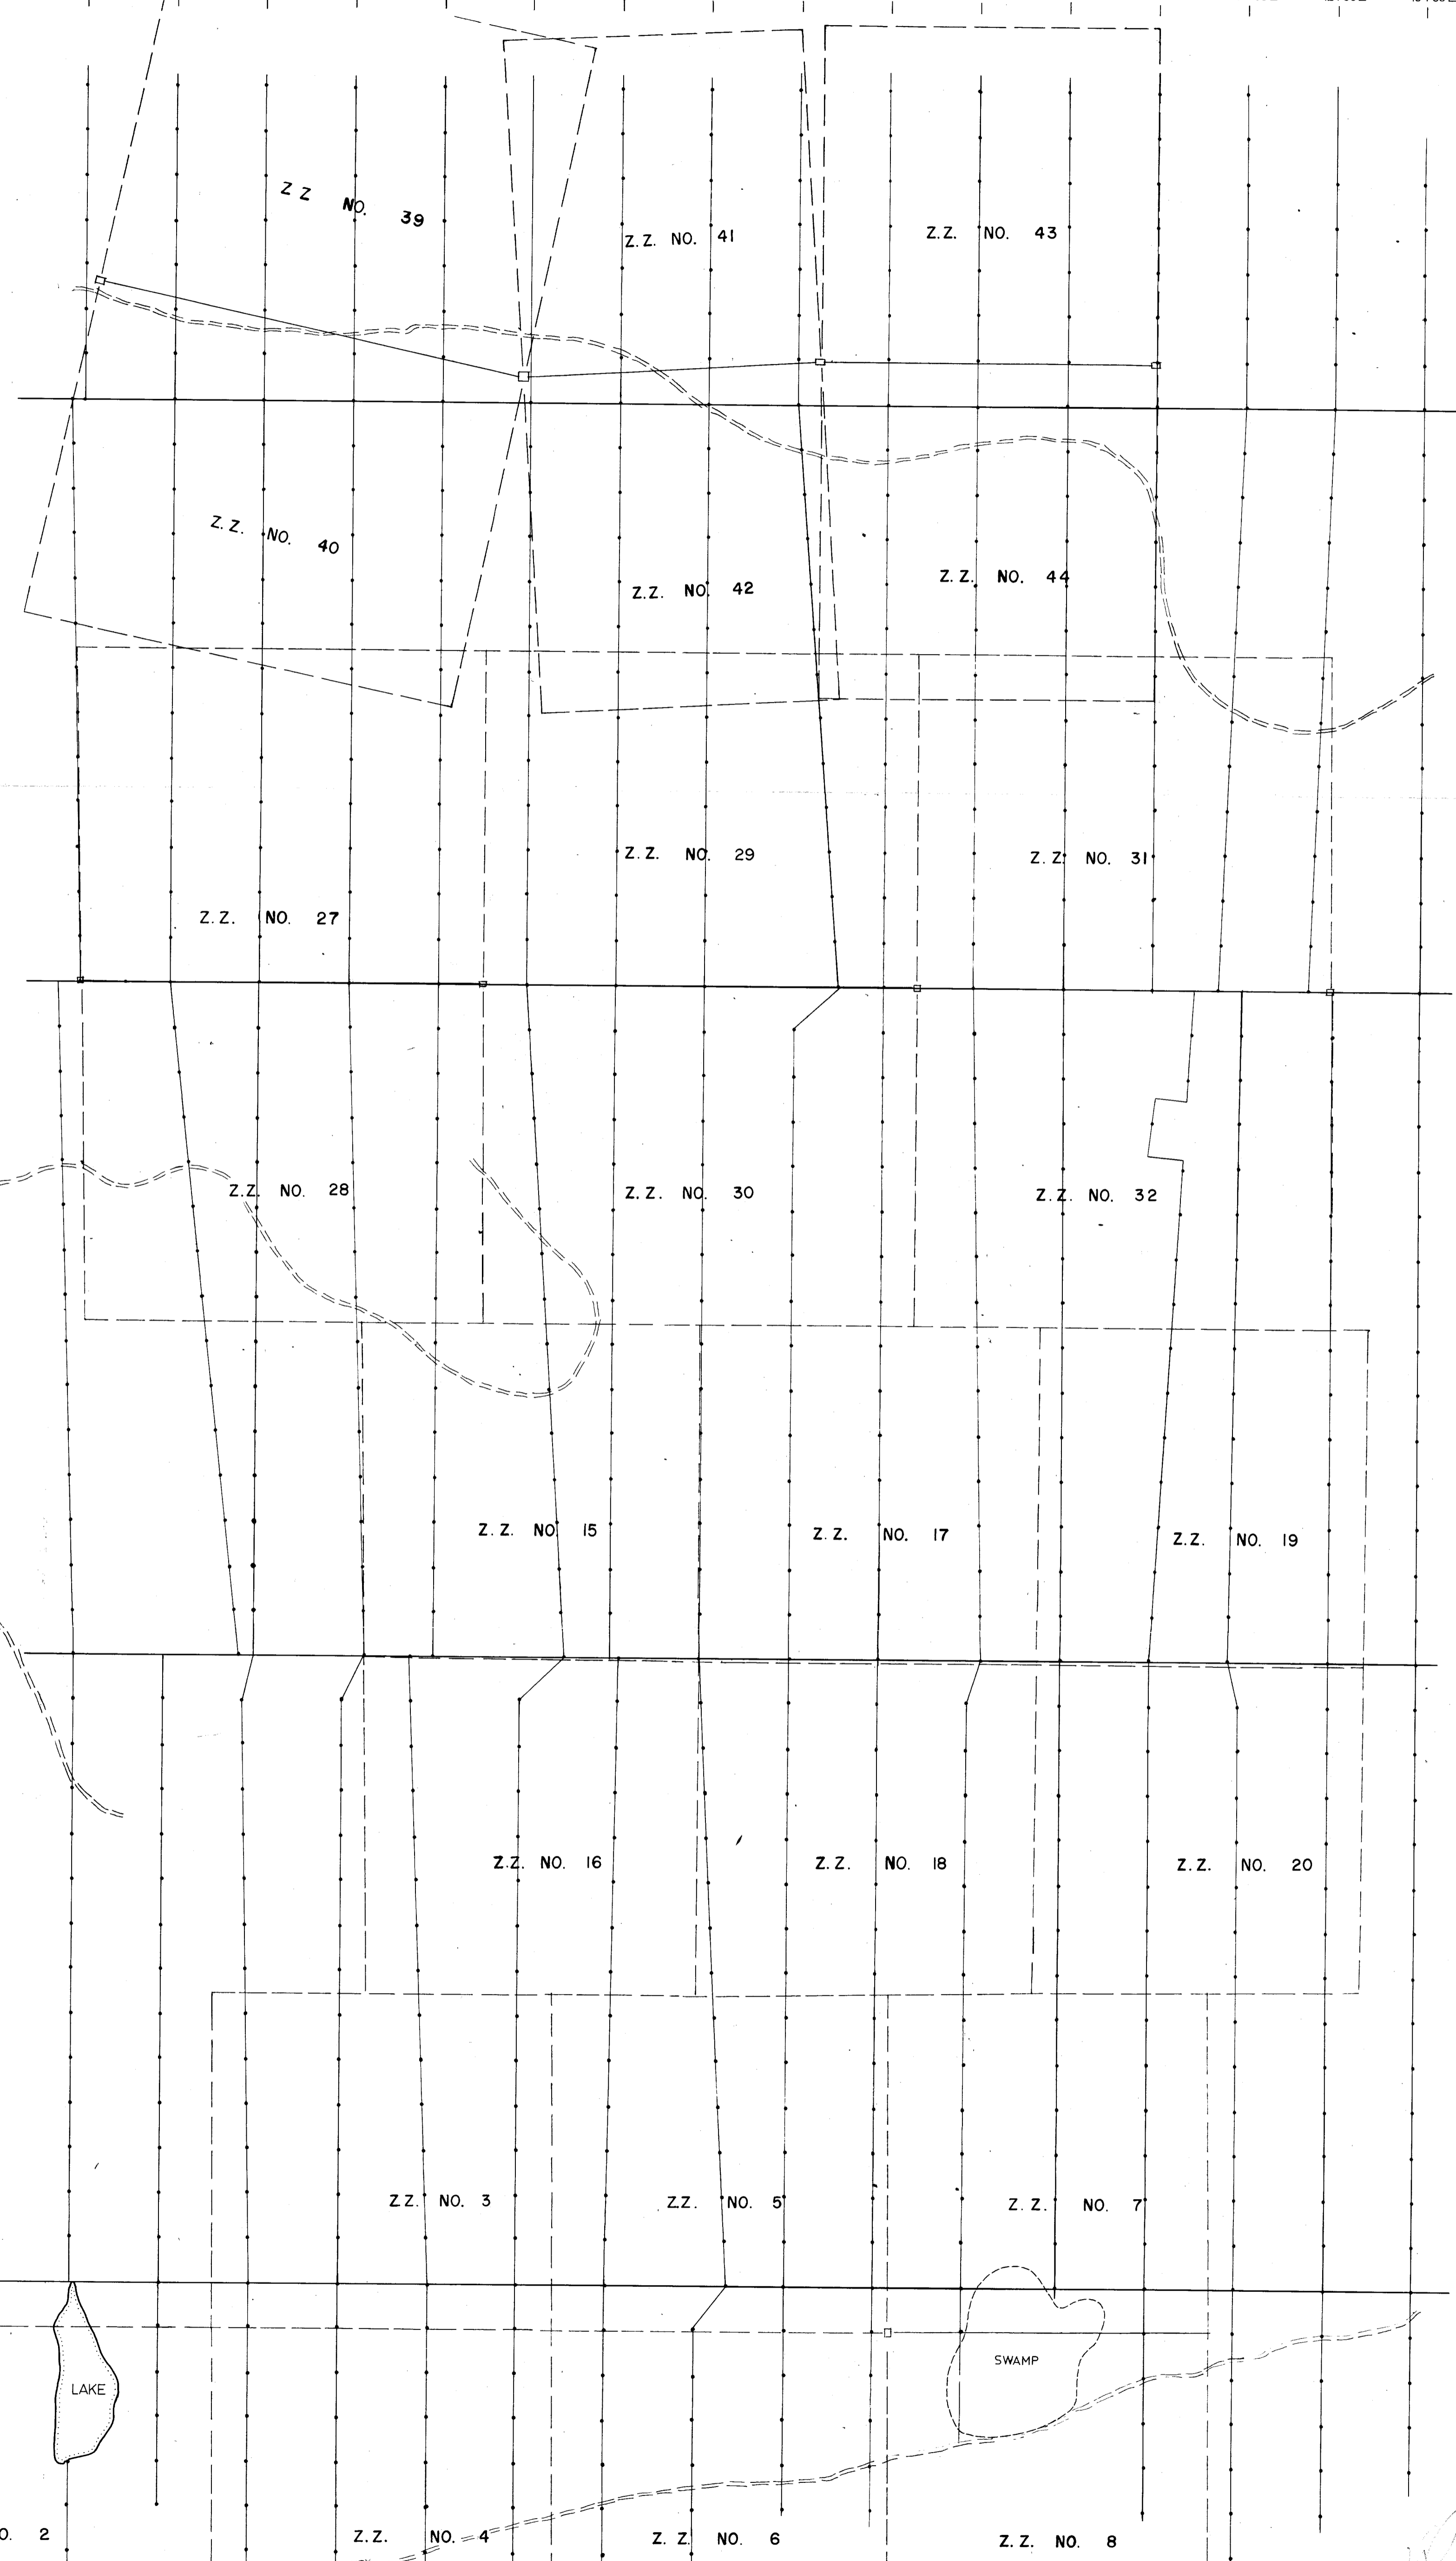 Z Z NO. 39
Z.Z. NO. 41
Z.Z. NO. 43
Z.Z. NO. 40
Z.Z. NO. 42
Z.Z. NO. 44
Z.Z. NO. 29
Z.Z. NO. 31
Z.Z. NO. 27
Z.Z. NO. 28
Z.Z. NO. 30
Z.Z. NO. 32
Z.Z. NO. 15
Z.Z. NO. 17
Z.Z. NO. 19
Z.Z. NO. 16
Z.Z. NO. 18
Z.Z. NO. 20
Z.Z. NO. 3
Z.Z. NO. 5
Z.Z. NO. 7
SWAMP
LAKE
O. 2
Z.Z. NO. 4
Z.Z. NO. 6
Z.Z. NO. 8